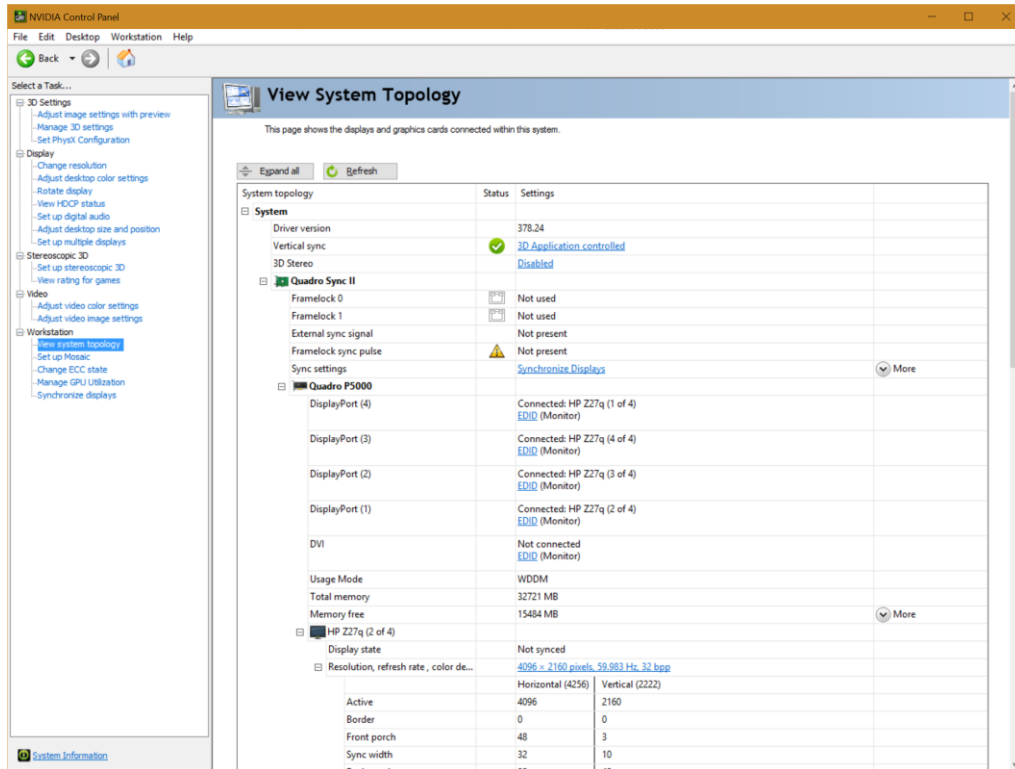 NVIDIA Control Panel
File Edit Desktop Workstation Help
Back
Select a Task...
3D Settings
Adjust image settings with preview
Manage 3D settings
Set PhysX Configuration
Display
Change resolution
Adjust desktop color settings
Rotate display
View HDCP status
Set up digital audio
Adjust desktop size and position
Set up multiple displays
Stereoscopic 3D
Set up stereoscopic 3D
View rating for games
Video
Adjust video color settings
Adjust video image settings
Workstation
View system topology
Set up Mosaic
Change ECC state
Manage GPU Utilization
Synchronize displays
System Information
View System Topology
This page shows the displays and graphics cards connected within this system.
Expand all Refresh
System topology Status Settings
System
Driver version 378.24
Vertical sync 3D Application controlled
3D Stereo Disabled
Quadro Sync II
Framelock 0 Not used
Framelock 1 Not used
External sync signal Not present
Framelock sync pulse Not present
Sync settings Synchronize Displays More
Quadro P5000
DisplayPort (4) Connected: HP Z27q (1 of 4)
EDID (Monitor)
DisplayPort (3) Connected: HP Z27q (4 of 4)
EDID (Monitor)
DisplayPort (2) Connected: HP Z27q (3 of 4)
EDID (Monitor)
DisplayPort (1) Connected: HP Z27q (2 of 4)
EDID (Monitor)
DVI Not connected
EDID (Monitor)
Usage Mode WDDM
Total memory 32721 MB
Memory free 15484 MB More
HP Z27q (2 of 4)
Display state Not synced
Resolution, refresh rate , color de... 4096 × 2160 pixels, 59.983 Hz, 32 bpp
Horizontal (4256) Vertical (2222)
Active 4096 2160
Border 0 0
Front porch 48 3
Sync width 32 10